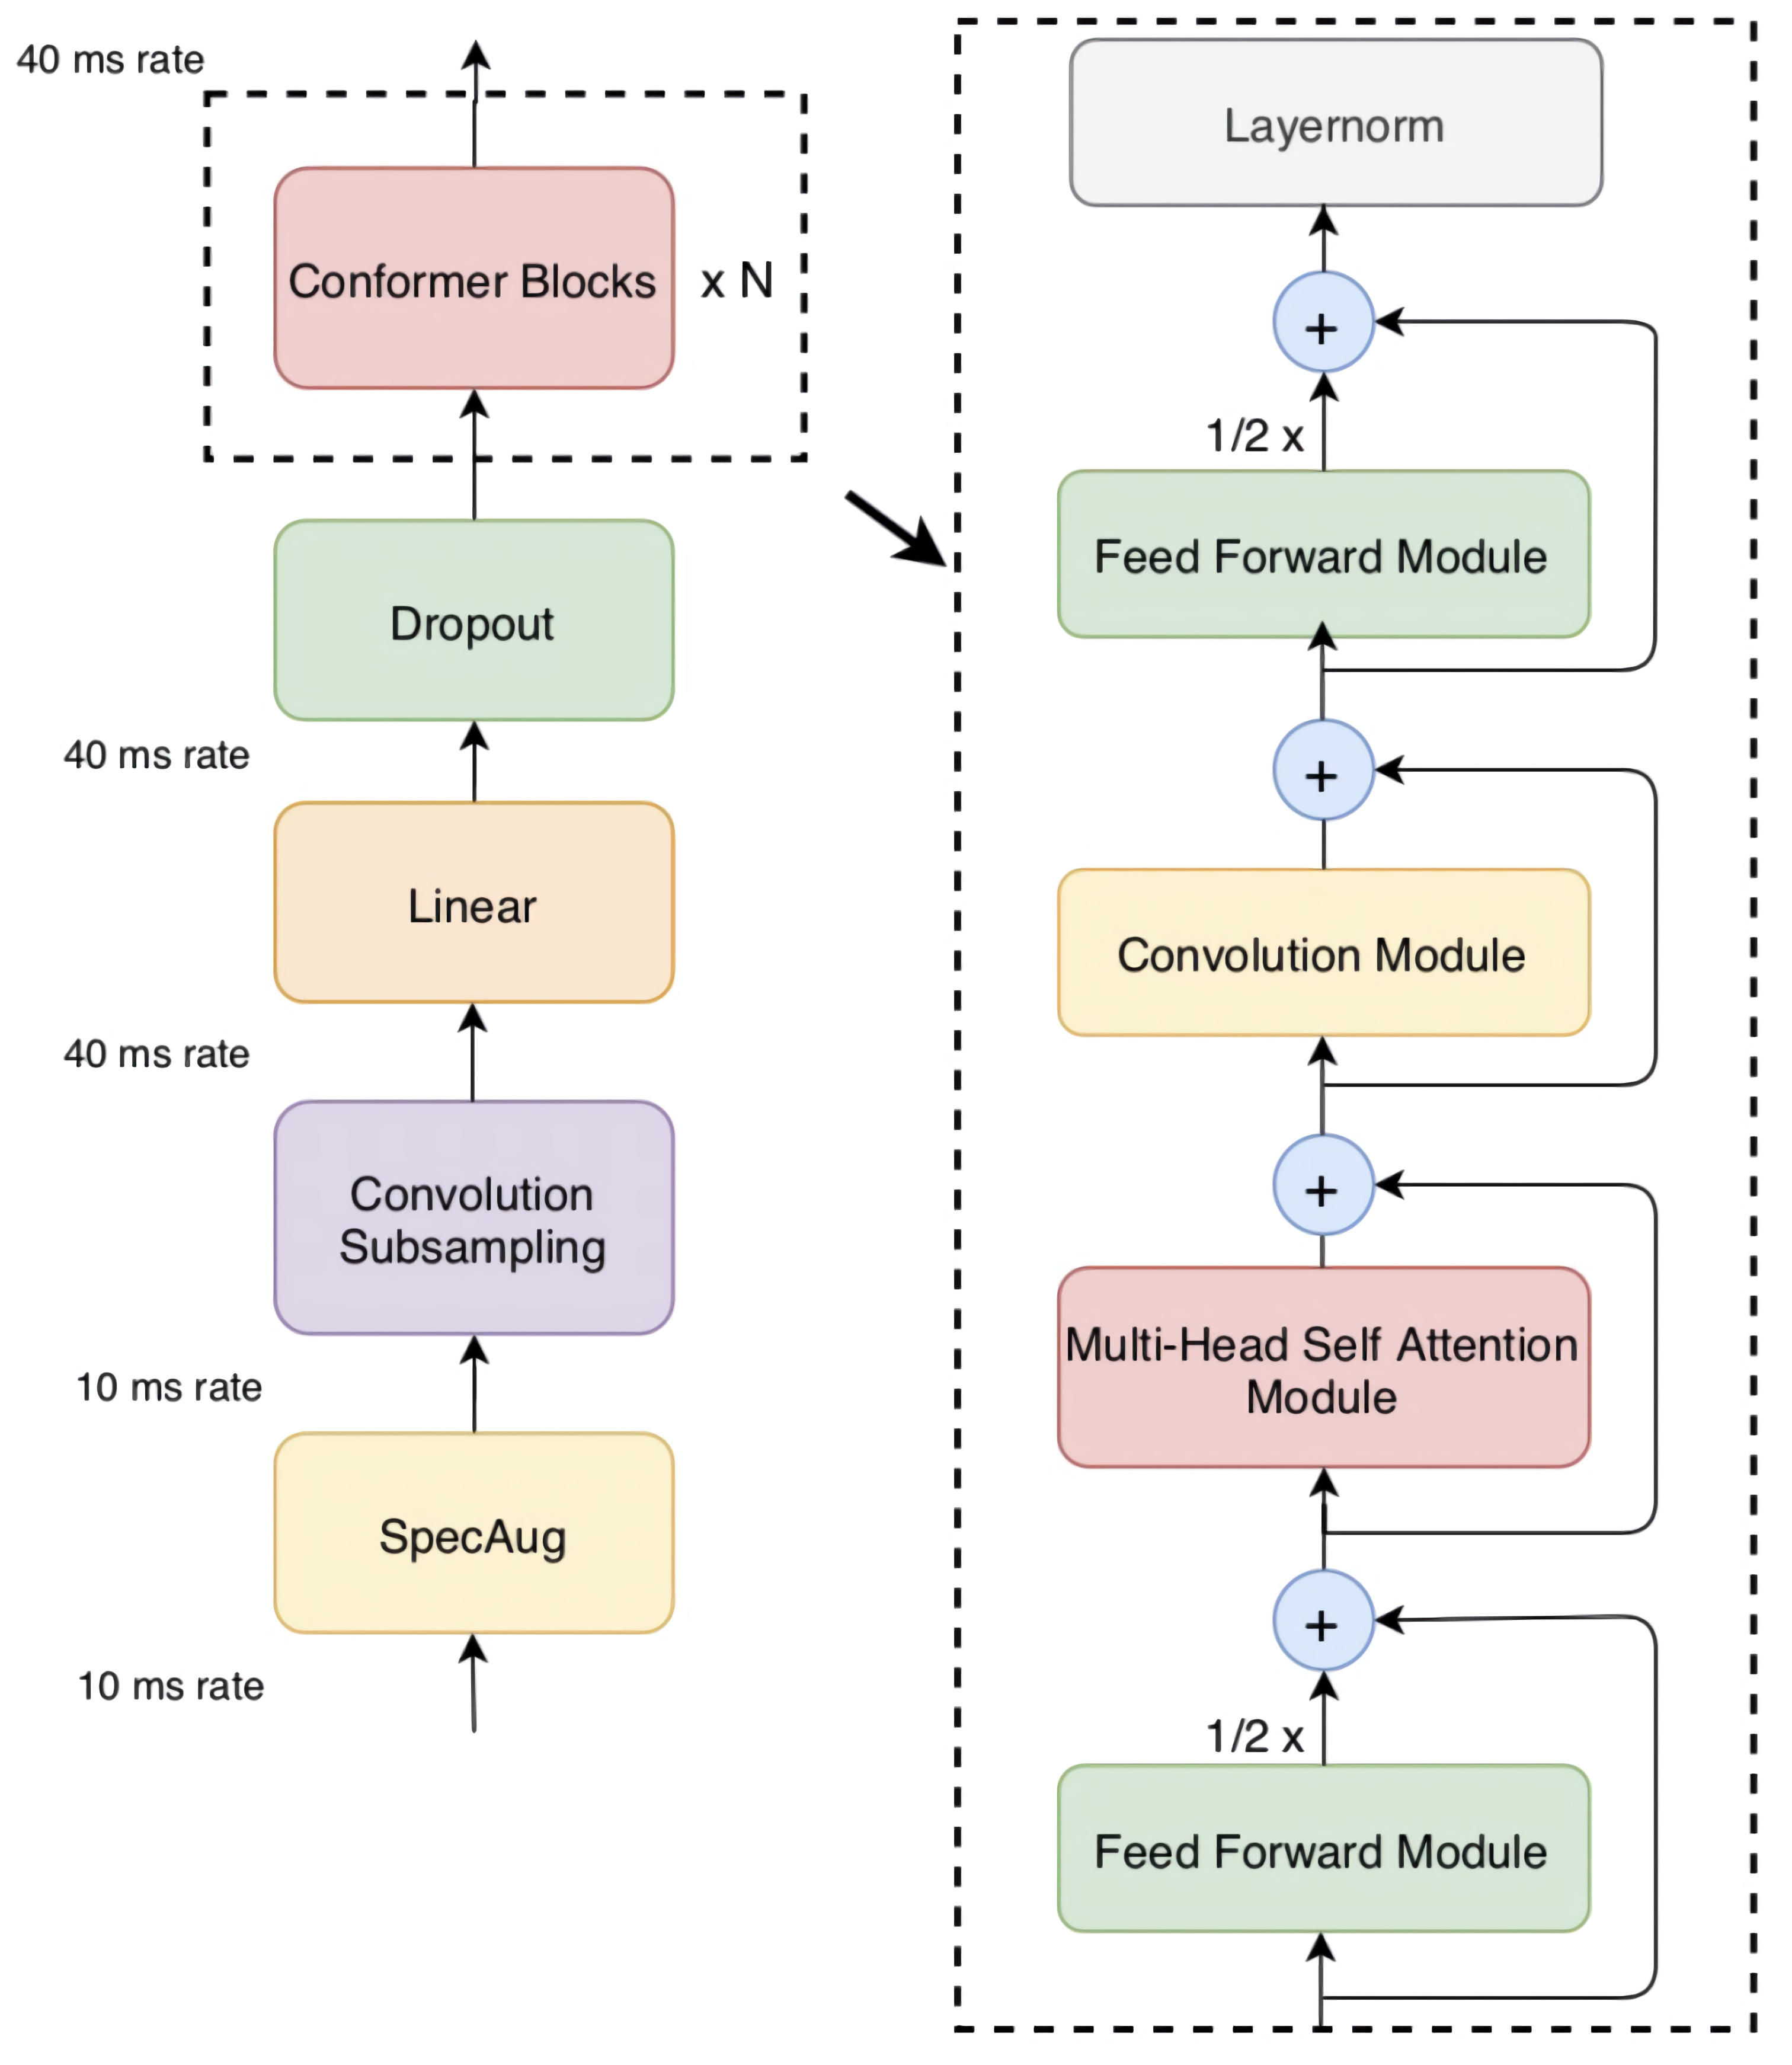 40 ms rate
Conformer Blocks
x N
Dropout
40 ms rate
Linear
40 ms rate
Convolution
Subsampling
10 ms rate
SpecAug
10 ms rate
Layernorm
+
1/2 x
Feed Forward Module
+
Convolution Module
+
Multi-Head Self Attention
Module
+
1/2 x
Feed Forward Module